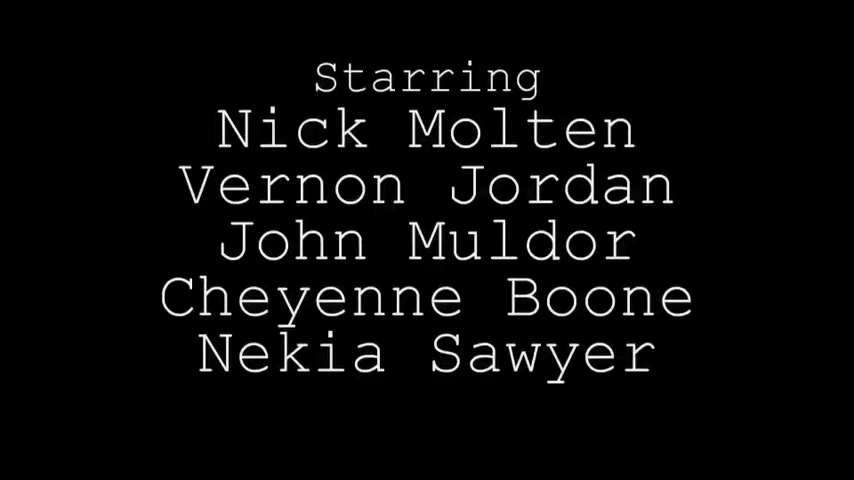 Starring
Nick Molten
Vernon Jordan
John Muldor
Cheyenne Boone
Nekia Sawyer